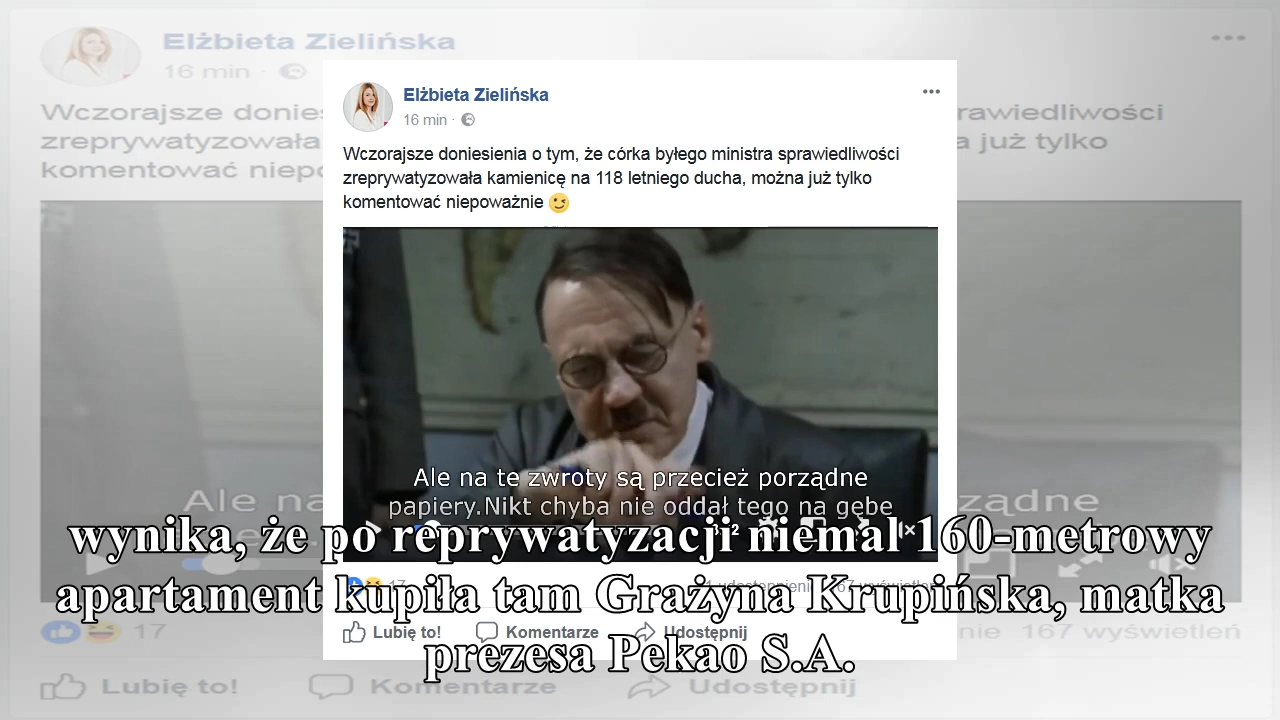 Elżbieta Zielińska
16 min
Wczorajsze doniesienia o tym, że córka byłego ministra sprawiedliwości
zreprywatyzowała kamienicę na 118 letniego ducha, można już tylko
komentować niepoważnie
Ale na te zwroty są przecież porządne
papiery.Nikt chyba nie oddał tego na gębe
wynika, że po reprywatyzacji niemal 160-metrowy
apartament kupiła tam Grażyna Krupińska, matka
prezesa Pekao S.A.
17
167 wyświetleń
Lubię to! Komentarze Udostępnij